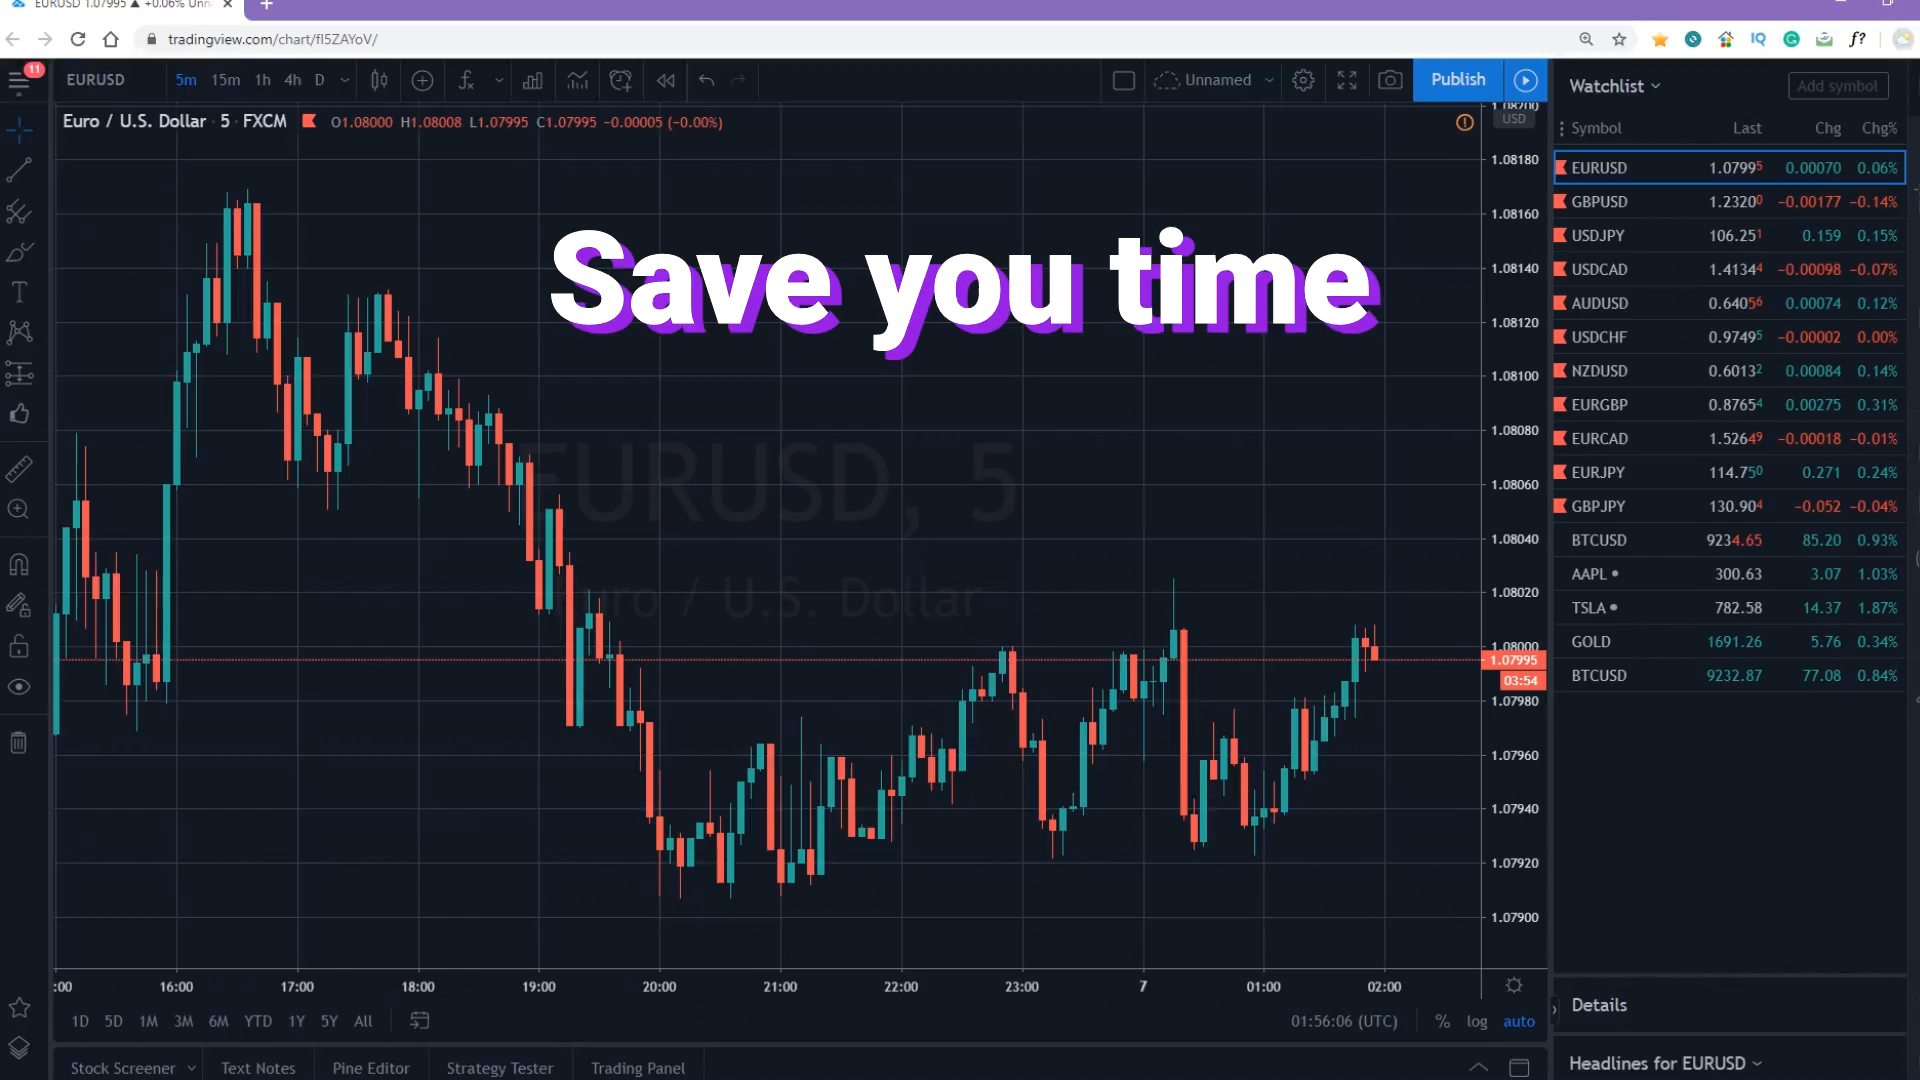 EURUSD 1.07995 ▲ +0.06% Unn
tradingview.com/chart/fI5ZAYoV/
IQ
f?
11
EURUSD 5m 15m 1h 4h D
Unnamed
Publish
Watchlist
Add symbol
Euro / U.S. Dollar · 5 · FXCM O1.08000 H1.08008 L1.07995 C1.07995 −0.00005 (−0.00%)
USD
Symbol Last Chg Chg%
EURUSD 1.07995 0.00070 0.06%
GBPUSD 1.23200 −0.00177 −0.14%
USDJPY 106.251 0.159 0.15%
USDCAD 1.41344 −0.00098 −0.07%
AUDUSD 0.64056 0.00074 0.12%
USDCHF 0.97495 −0.00002 0.00%
NZDUSD 0.60132 0.00084 0.14%
EURGBP 0.87654 0.00275 0.31%
EURCAD 1.52649 −0.00018 −0.01%
EURJPY 114.750 0.271 0.24%
GBPJPY 130.904 −0.052 −0.04%
BTCUSD 9234.65 85.20 0.93%
AAPL 300.63 3.07 1.03%
TSLA 782.58 14.37 1.87%
GOLD 1691.26 5.76 0.34%
BTCUSD 9232.87 77.08 0.84%
Save you time
EURUSD, 5
Euro / U.S. Dollar
1.08200
1.08180
1.08160
1.08140
1.08120
1.08100
1.08080
1.08060
1.08040
1.08020
1.08000
1.07995
03:54
1.07980
1.07960
1.07940
1.07920
1.07900
:00 16:00 17:00 18:00 19:00 20:00 21:00 22:00 23:00 7 01:00 02:00
1D 5D 1M 3M 6M YTD 1Y 5Y All
01:56:06 (UTC) % log auto
Details
Stock Screener Text Notes Pine Editor Strategy Tester Trading Panel
Headlines for EURUSD